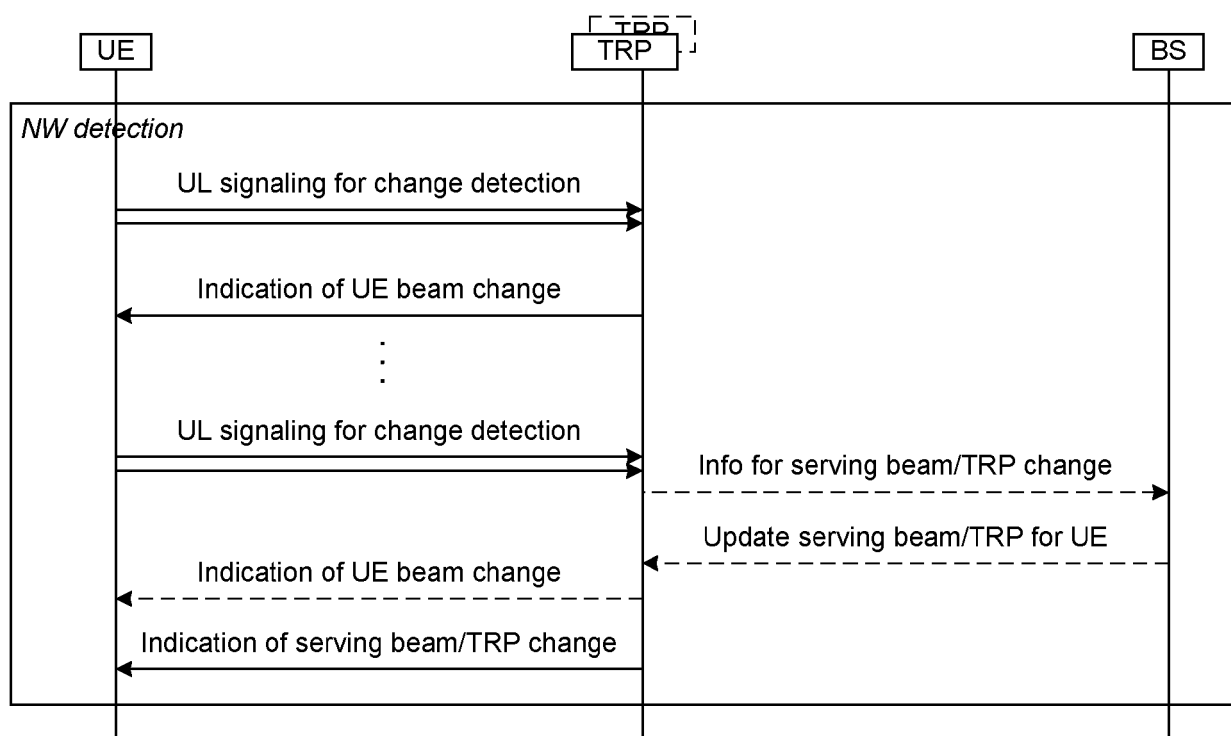 TRP
UE
TRP
BS
NW detection
UL signaling for change detection
Indication of UE beam change
UL signaling for change detection
Info for serving beam/TRP change
Update serving beam/TRP for UE
Indication of UE beam change
Indication of serving beam/TRP change